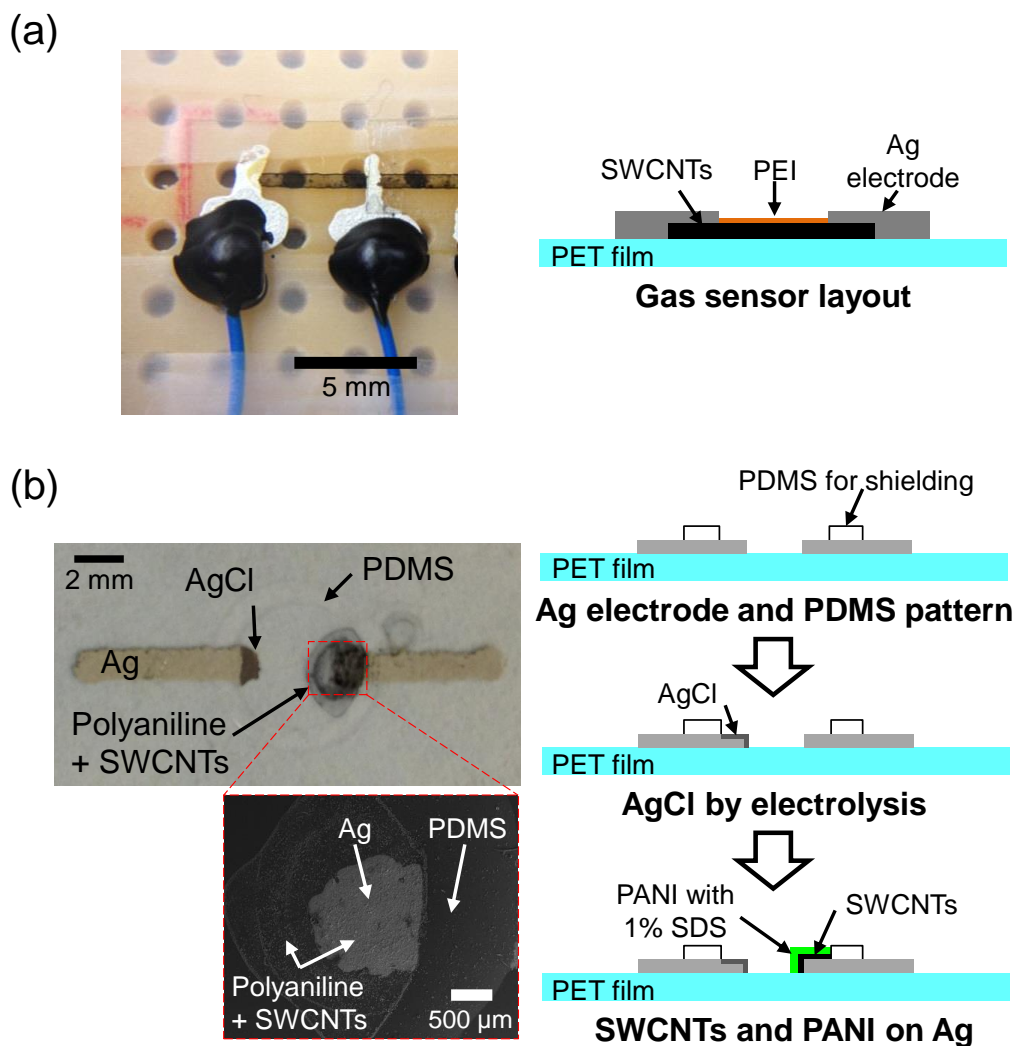 (a)
5 mm
SWCNTs
PEI
Ag
electrode
PET film
Gas sensor layout
(b)
2 mm
AgCl
PDMS
Ag
Polyaniline
+ SWCNTs
Ag
PDMS
Polyaniline
+ SWCNTs
500 µm
PDMS for shielding
PET film
Ag electrode and PDMS pattern
AgCl
PET film
AgCl by electrolysis
PANI with
1% SDS
SWCNTs
PET film
SWCNTs and PANI on Ag